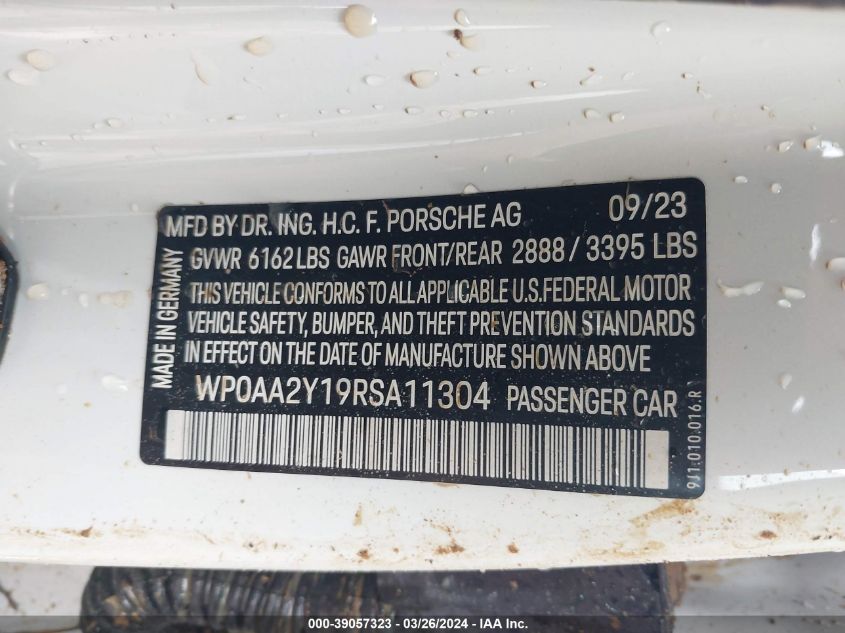 MFD BY DR. ING. H.C. F. PORSCHE AG 09/23
GVWR 6162 LBS GAWR FRONT/REAR 2888 / 3395 LBS
THIS VEHICLE CONFORMS TO ALL APPLICABLE U.S.FEDERAL MOTOR
VEHICLE SAFETY, BUMPER, AND THEFT PREVENTION STANDARDS
IN EFFECT ON THE DATE OF MANUFACTURE SHOWN ABOVE
WP0AA2Y19RSA11304 PASSENGER CAR
MADE IN GERMANY
9J1.010.016.R
000-39057323 - 03/26/2024 - IAA Inc.